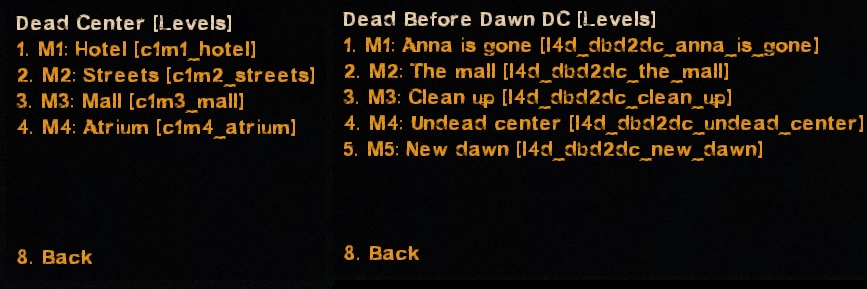 Dead Center [Levels]
1. M1: Hotel [c1m1_hotel]
2. M2: Streets [c1m2_streets]
3. M3: Mall [c1m3_mall]
4. M4: Atrium [c1m4_atrium]
8. Back
Dead Before Dawn DC [Levels]
1. M1: Anna is gone [l4d_dbd2dc_anna_is_gone]
2. M2: The mall [l4d_dbd2dc_the_mall]
3. M3: Clean up [l4d_dbd2dc_clean_up]
4. M4: Undead center [l4d_dbd2dc_undead_center]
5. M5: New dawn [l4d_dbd2dc_new_dawn]
8. Back